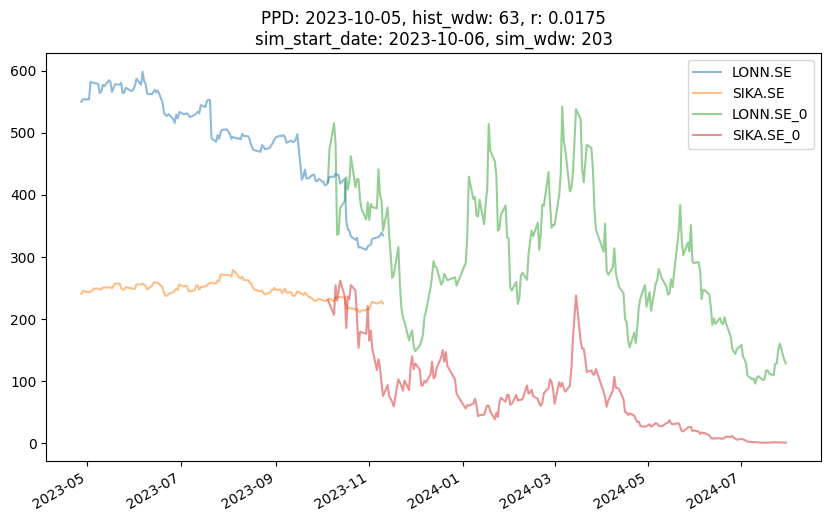 PPD: 2023-10-05, hist_wdw: 63, r: 0.0175
sim_start_date: 2023-10-06, sim_wdw: 203
LONN.SE
SIKA.SE
LONN.SE_0
SIKA.SE_0
600
500
400
300
200
100
0
2023-05
2023-07
2023-09
2023-11
2024-01
2024-03
2024-05
2024-07